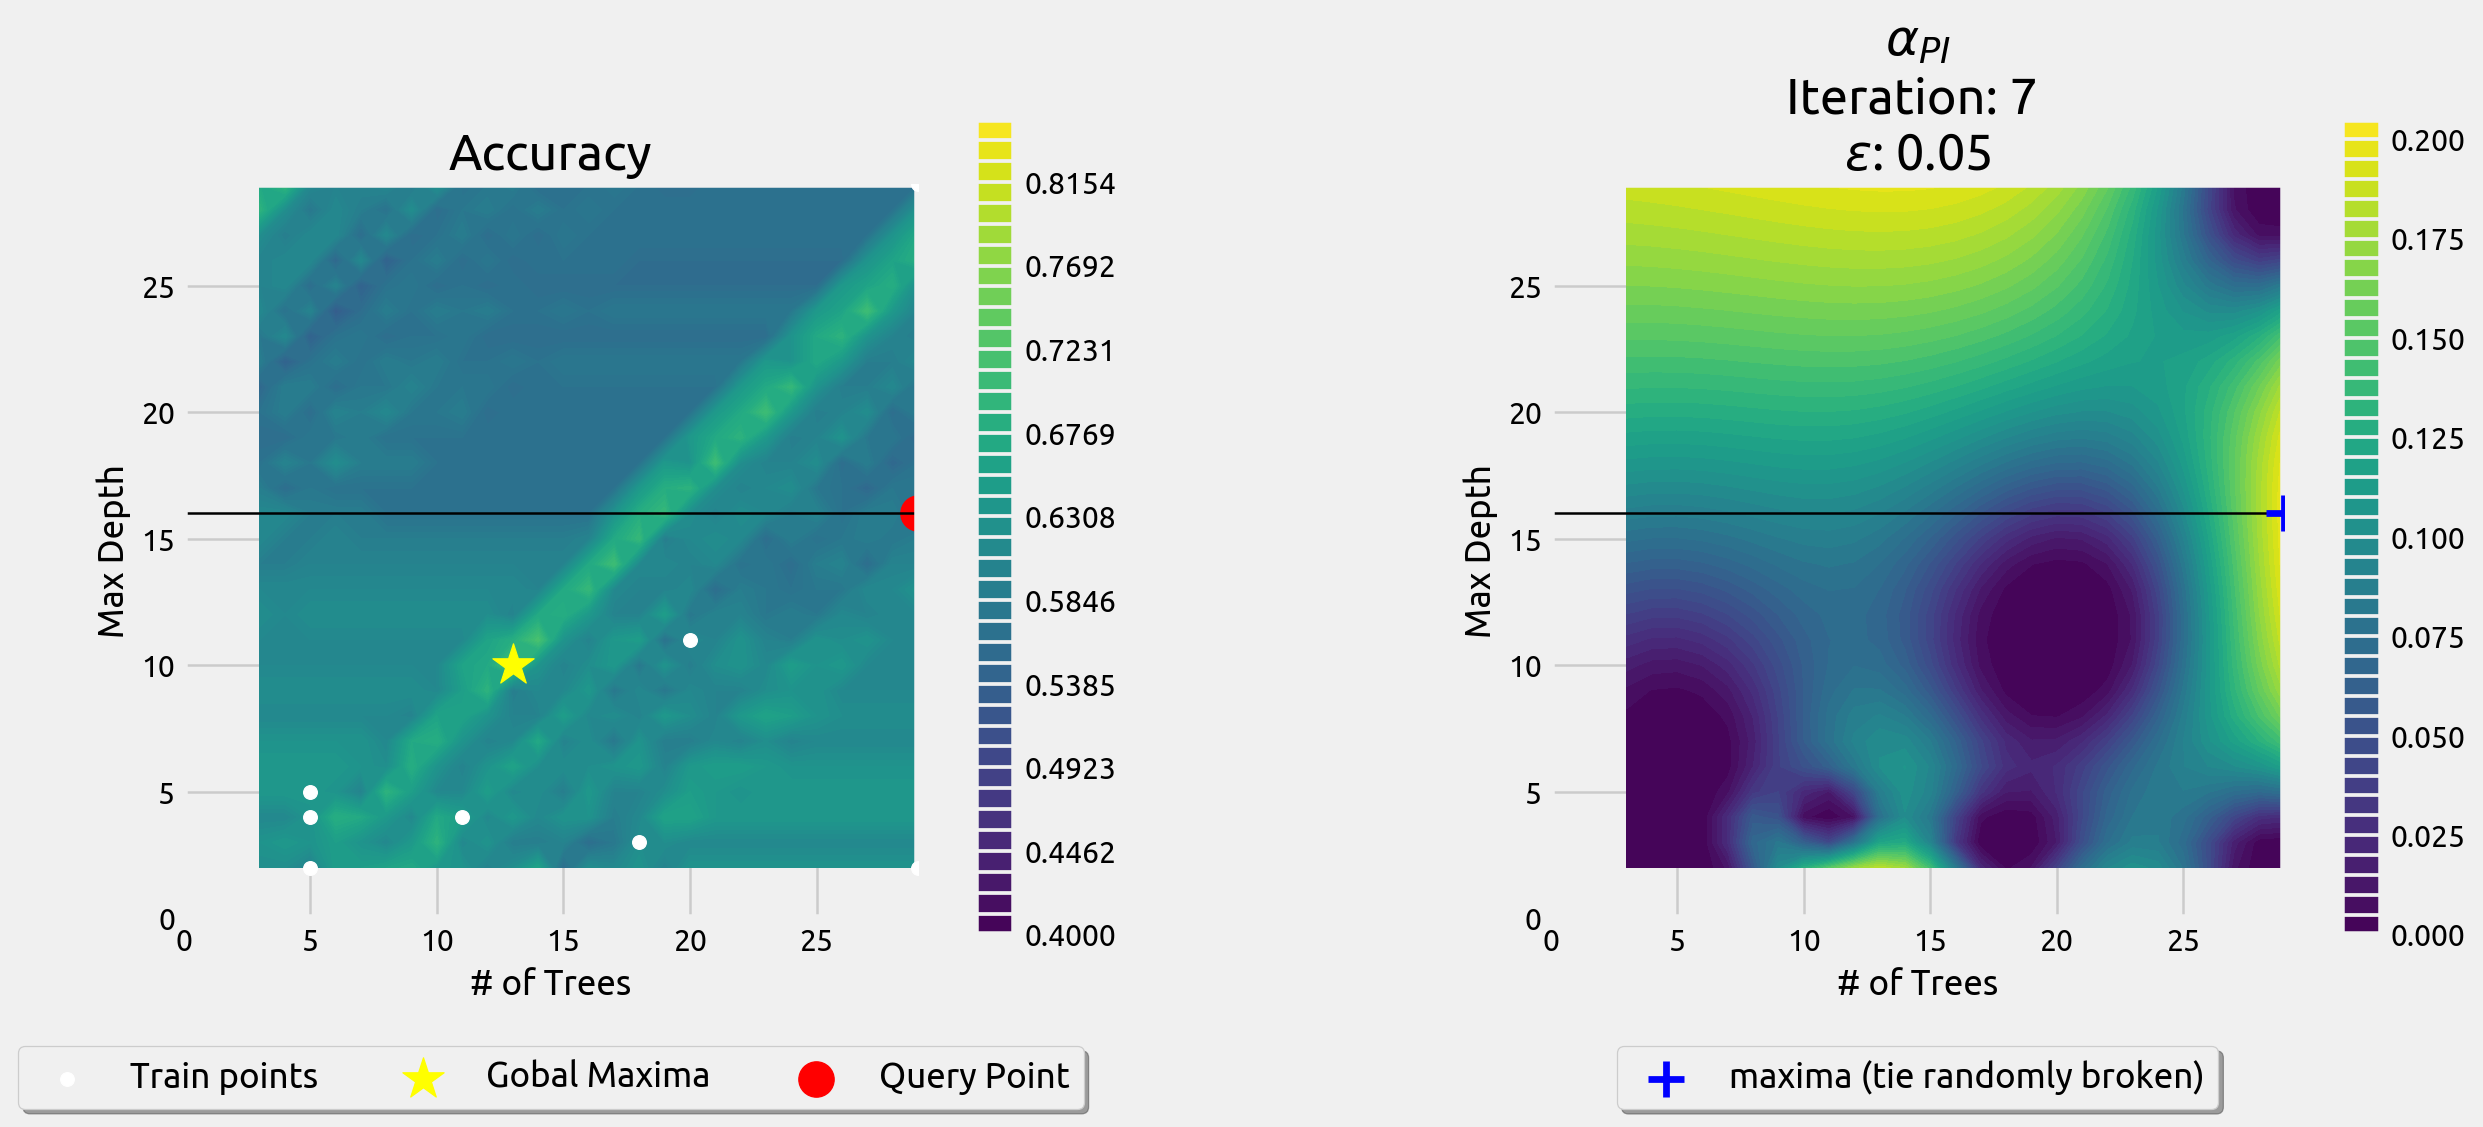 Accuracy
Max Depth
25
20
15
10
5
0
0 5 10 15 20 25
# of Trees
0.8154
0.7692
0.7231
0.6769
0.6308
0.5846
0.5385
0.4923
0.4462
0.4000
Train points Gobal Maxima Query Point
α_PI
Iteration: 7
ε: 0.05
Max Depth
25
20
15
10
5
0
0 5 10 15 20 25
# of Trees
0.200
0.175
0.150
0.125
0.100
0.075
0.050
0.025
0.000
maxima (tie randomly broken)